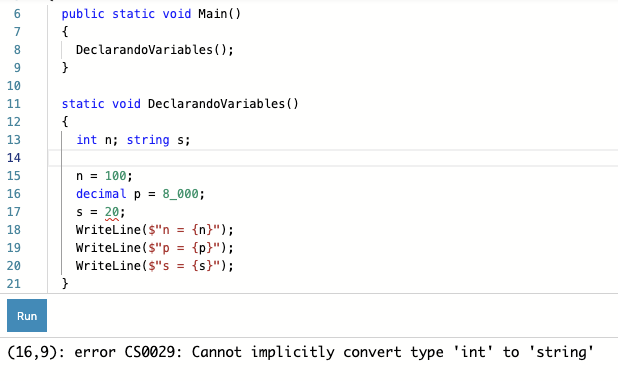 6 public static void Main()
7 {
8 DeclarandoVariables();
9 }
10
11 static void DeclarandoVariables()
12 {
13 int n; string s;
14
15 n = 100;
16 decimal p = 8_000;
17 s = 20;
18 WriteLine($"n = {n}");
19 WriteLine($"p = {p}");
20 WriteLine($"s = {s}");
21 }
Run
(16,9): error CS0029: Cannot implicitly convert type 'int' to 'string'